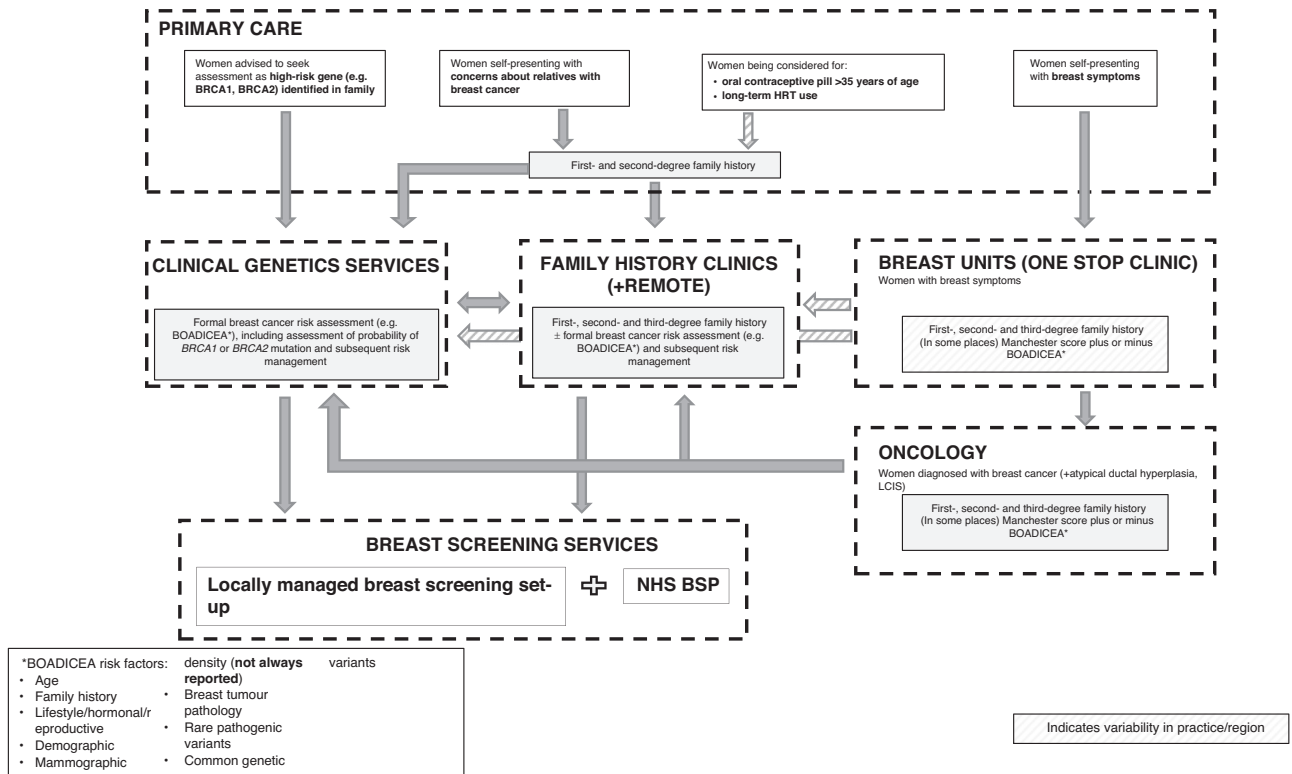 PRIMARY CARE
Women advised to seek
assessment as high-risk gene (e.g.
BRCA1, BRCA2) identified in family
Women self-presenting with
concerns about relatives with
breast cancer
Women being considered for:
• oral contraceptive pill >35 years of age
• long-term HRT use
Women self-presenting
with breast symptoms
First- and second-degree family history
CLINICAL GENETICS SERVICES
Formal breast cancer risk assessment (e.g.
BOADICEA*), including assessment of probability of
BRCA1 or BRCA2 mutation and subsequent risk
management
FAMILY HISTORY CLINICS
(+REMOTE)
First-, second- and third-degree family history
± formal breast cancer risk assessment (e.g.
BOADICEA*) and subsequent risk
management
BREAST UNITS (ONE STOP CLINIC)
Women with breast symptoms
First-, second- and third-degree family history
(In some places) Manchester score plus or minus
BOADICEA*
ONCOLOGY
Women diagnosed with breast cancer (+atypical ductal hyperplasia,
LCIS)
First-, second- and third-degree family history
(In some places) Manchester score plus or minus
BOADICEA*
BREAST SCREENING SERVICES
Locally managed breast screening set-
up
NHS BSP
*BOADICEA risk factors:
• Age
• Family history
• Lifestyle/hormonal/r
eproductive
• Demographic
• Mammographic
density (not always
reported)
• Breast tumour
pathology
• Rare pathogenic
variants
• Common genetic
variants
Indicates variability in practice/region